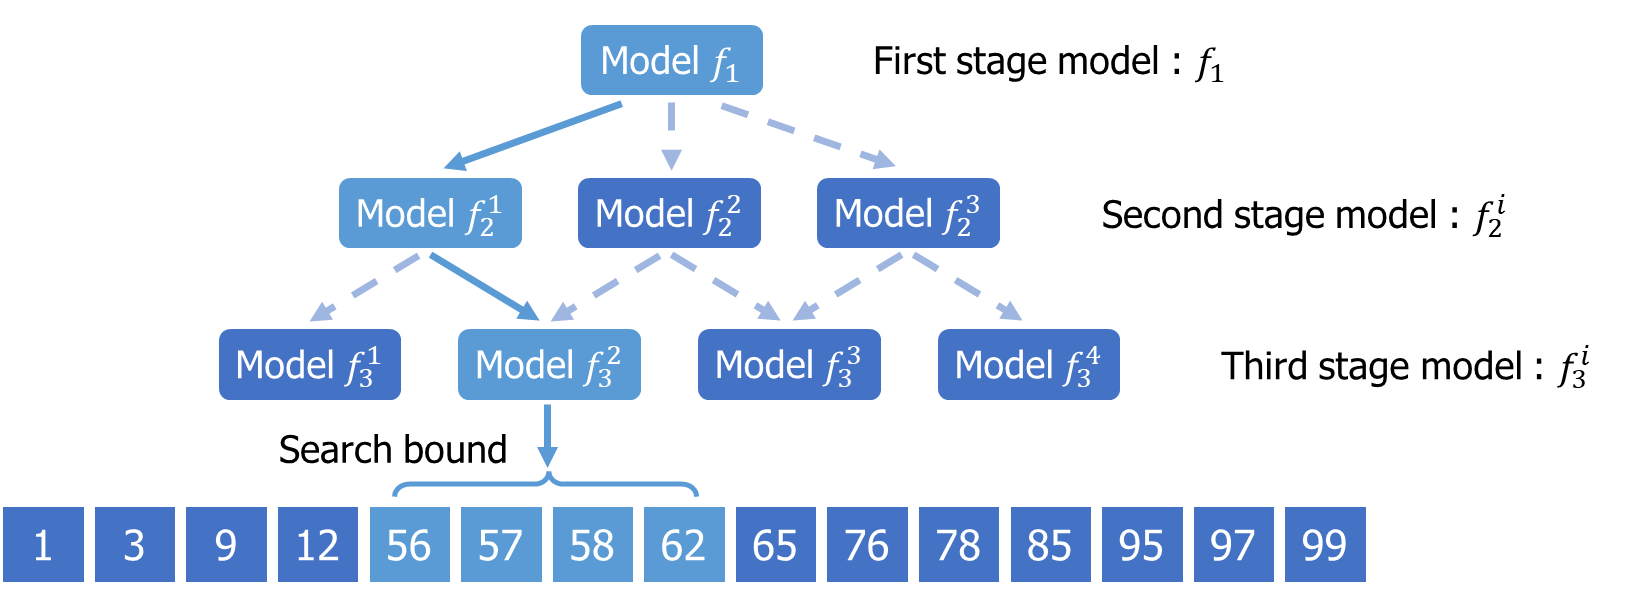 Model f₁ First stage model : f₁
Model f₂¹ Model f₂² Model f₂³ Second stage model : f₂ⁱ
Model f₃¹ Model f₃² Model f₃³ Model f₃⁴ Third stage model : f₃ⁱ
Search bound
1 3 9 12 56 57 58 62 65 76 78 85 95 97 99